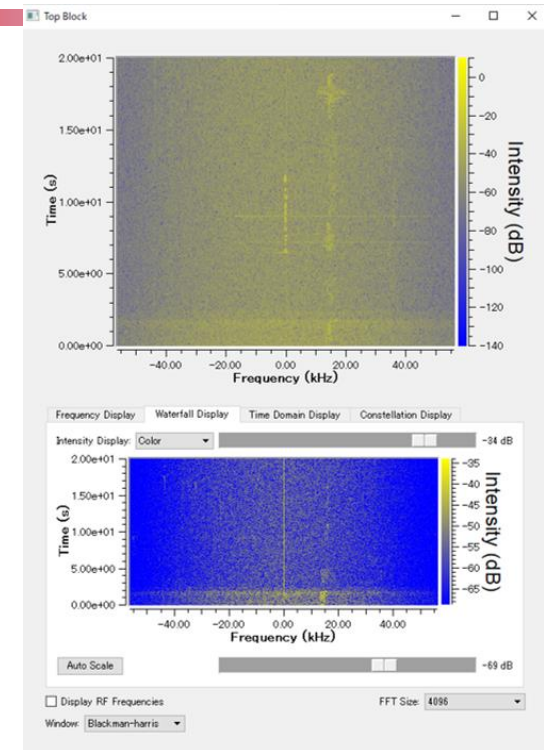 Top Block
2.00e+01
1.50e+01
1.00e+01
5.00e+00
0.00e+00
Time (s)
-40.00 -20.00 0.00 20.00 40.00
Frequency (kHz)
0
-20
-40
-60
-80
-100
-120
-140
Intensity (dB)
Frequency Display Waterfall Display Time Domain Display Constellation Display
Intensity Display: Color -34 dB
2.00e+01
1.50e+01
1.00e+01
5.00e+00
0.00e+00
Time (s)
-40.00 -20.00 0.00 20.00 40.00
Frequency (kHz)
-35
-40
-45
-50
-55
-60
-65
Intensity (dB)
Auto Scale -69 dB
Display RF Frequencies FFT Size: 4096
Window: Blackman-harris